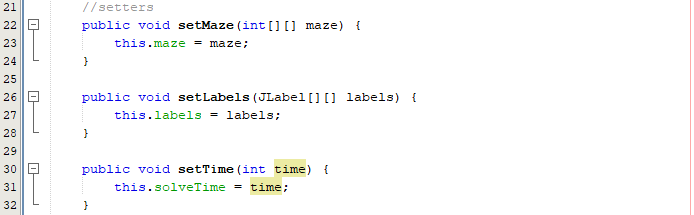 21 //setters
22 public void setMaze(int[][] maze) {
23 this.maze = maze;
24 }
25
26 public void setLabels(JLabel[][] labels) {
27 this.labels = labels;
28 }
29
30 public void setTime(int time) {
31 this.solveTime = time;
32 }